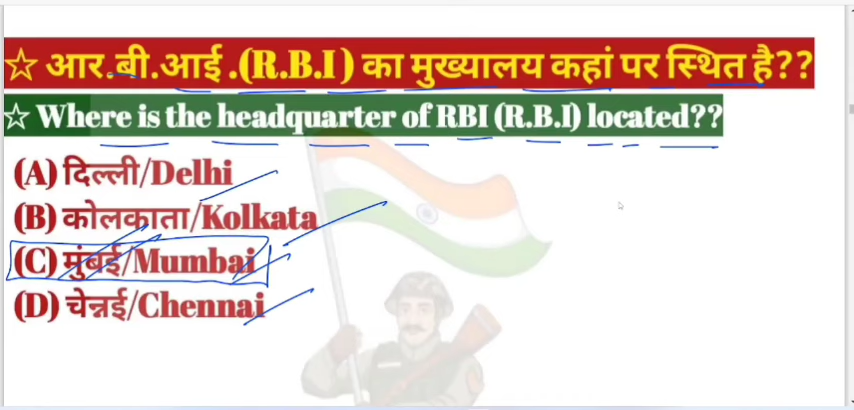 ☆ आर.बी.आई .(R.B.I) का मुख्यालय कहां पर स्थित है??
☆ Where is the headquarter of RBI (R.B.I) located??
(A) दिल्ली/Delhi
(B) कोलकाता/Kolkata
(C) मुंबई/Mumbai
(D) चेन्नई/Chennai